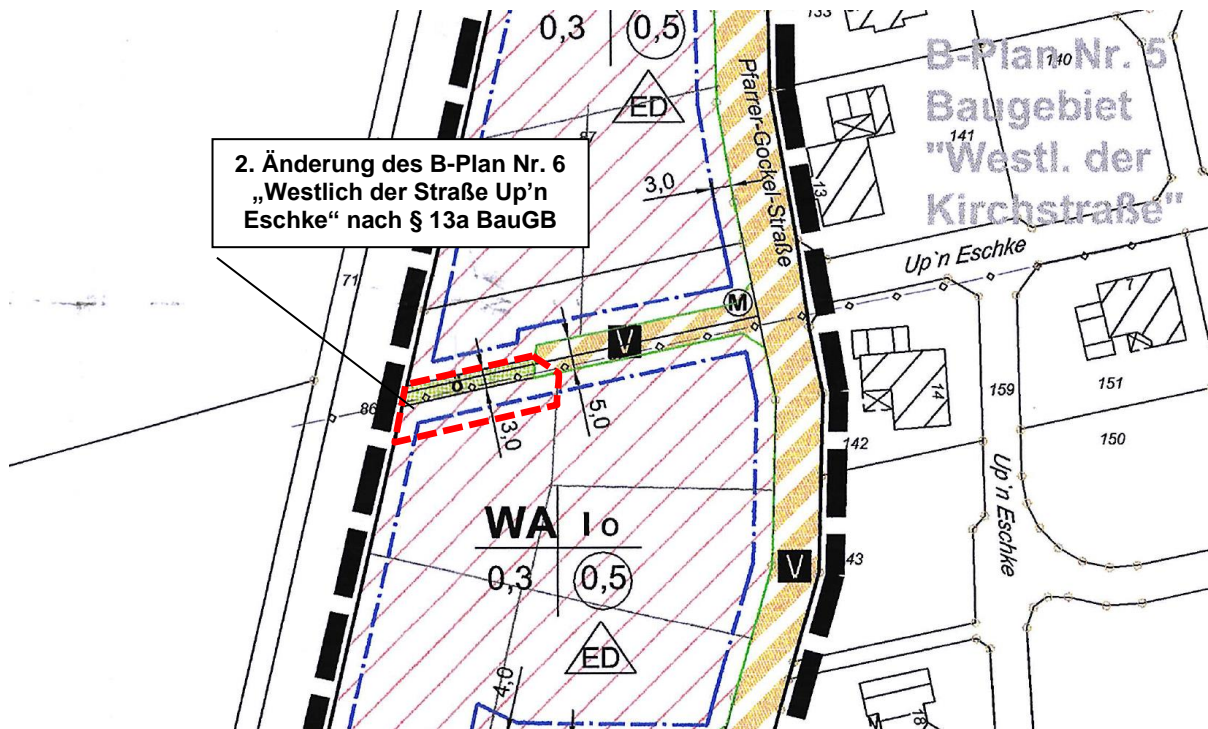 0,3
0,5
ED
87
133
B-Plan Nr. 5
Baugebiet
"Westl. der
Kirchstraße"
140
141
13
Pfarrer-Gockel-Straße
3,0
2. Änderung des B-Plan Nr. 6
„Westlich der Straße Up’n
Eschke“ nach § 13a BauGB
71
Up`n Eschke
M
V
7
ö
86
3,0
5,0
14
159
151
150
142
Up`n Eschke
WA
I o
0,3
0,5
V
43
ED
4,0
18